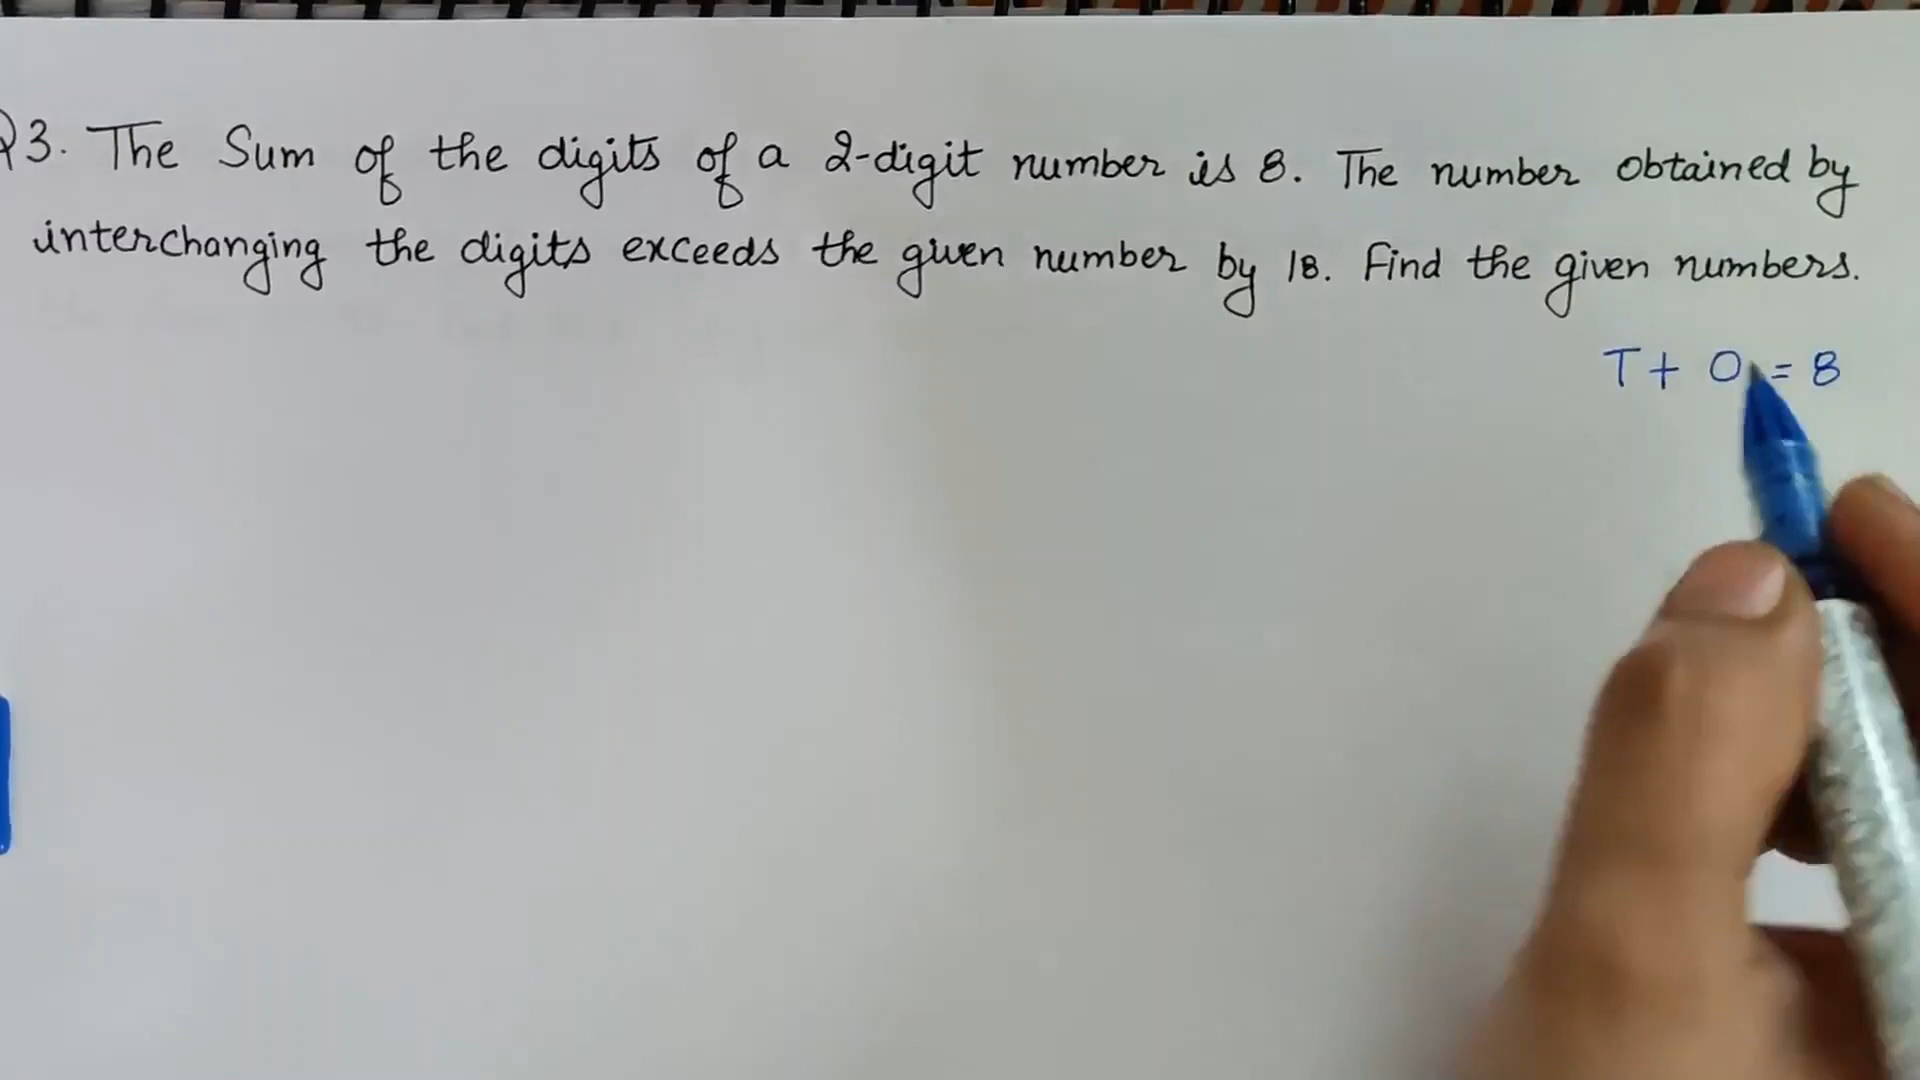 Q3. The Sum of the digits of a 2-digit number is 8. The number obtained by
interchanging the digits exceeds the given number by 18. Find the given numbers.
T + O = 8